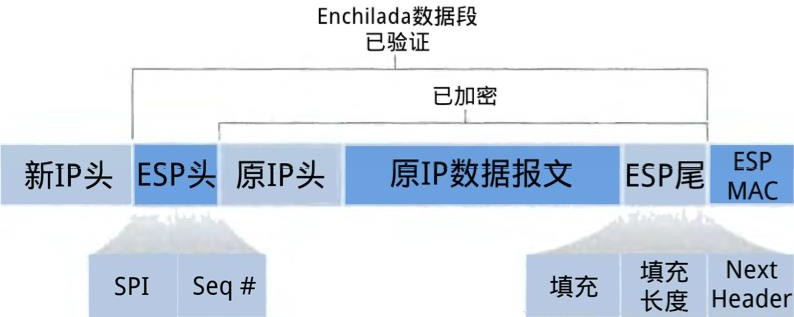 Enchilada数据段
已验证
已加密
新IP头
ESP头
原IP头
原IP数据报文
ESP尾
ESP
MAC
SPI
Seq #
填充
填充
长度
Next
Header